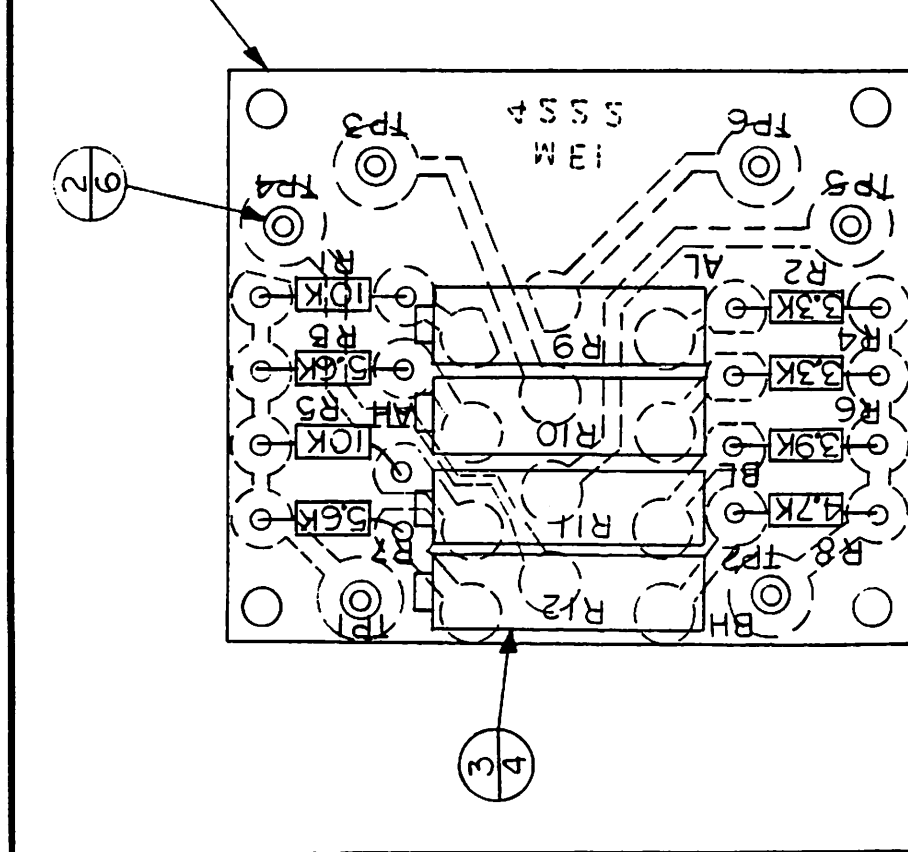 4222
MEI
TP3
TP6
2
6
TP4
TP5
R1
AL
R2
10K
3.3K
R9
R3
R4
5.6K
3.3K
R5
AH
R10
R6
10K
3.9K
BL
5.6K
R11
4.7K
R7
TP2
R8
R12
TP1
BH
3
4